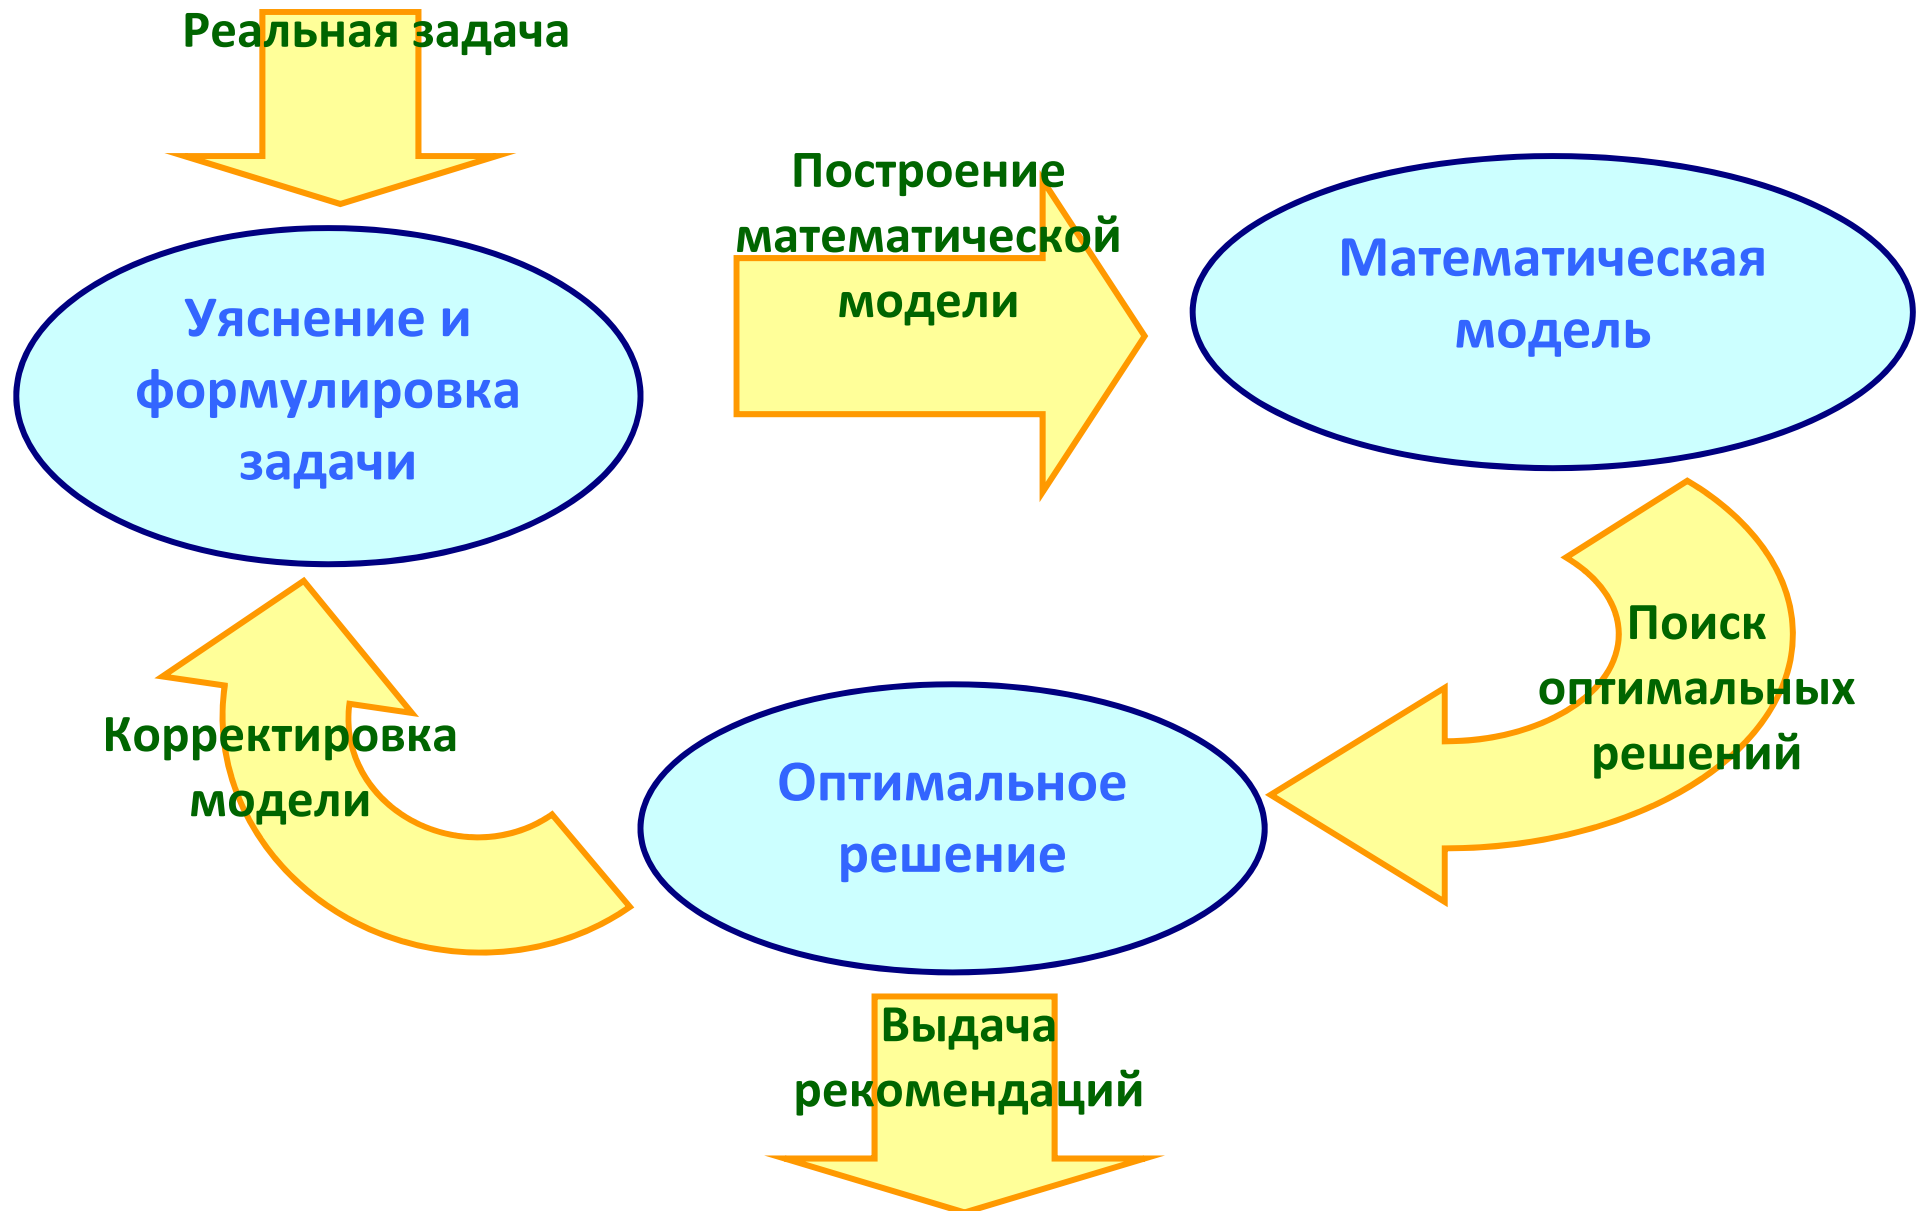 Реальная задача
Построение
математической
модели
Математическая
модель
Уяснение и
формулировка
задачи
Поиск
оптимальных
решений
Корректировка
модели
Оптимальное
решение
Выдача
рекомендаций